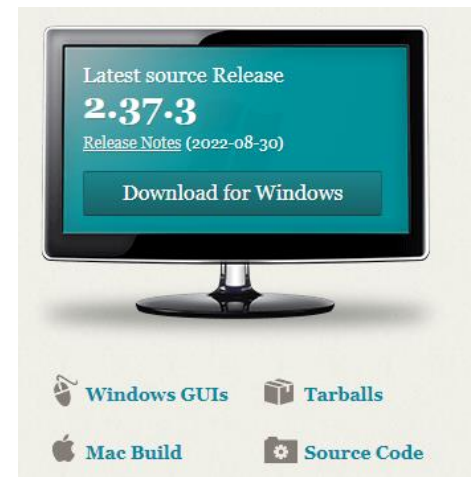 Latest source Release
2.37.3
Release Notes (2022-08-30)
Download for Windows
Windows GUIs
Tarballs
Mac Build
Source Code